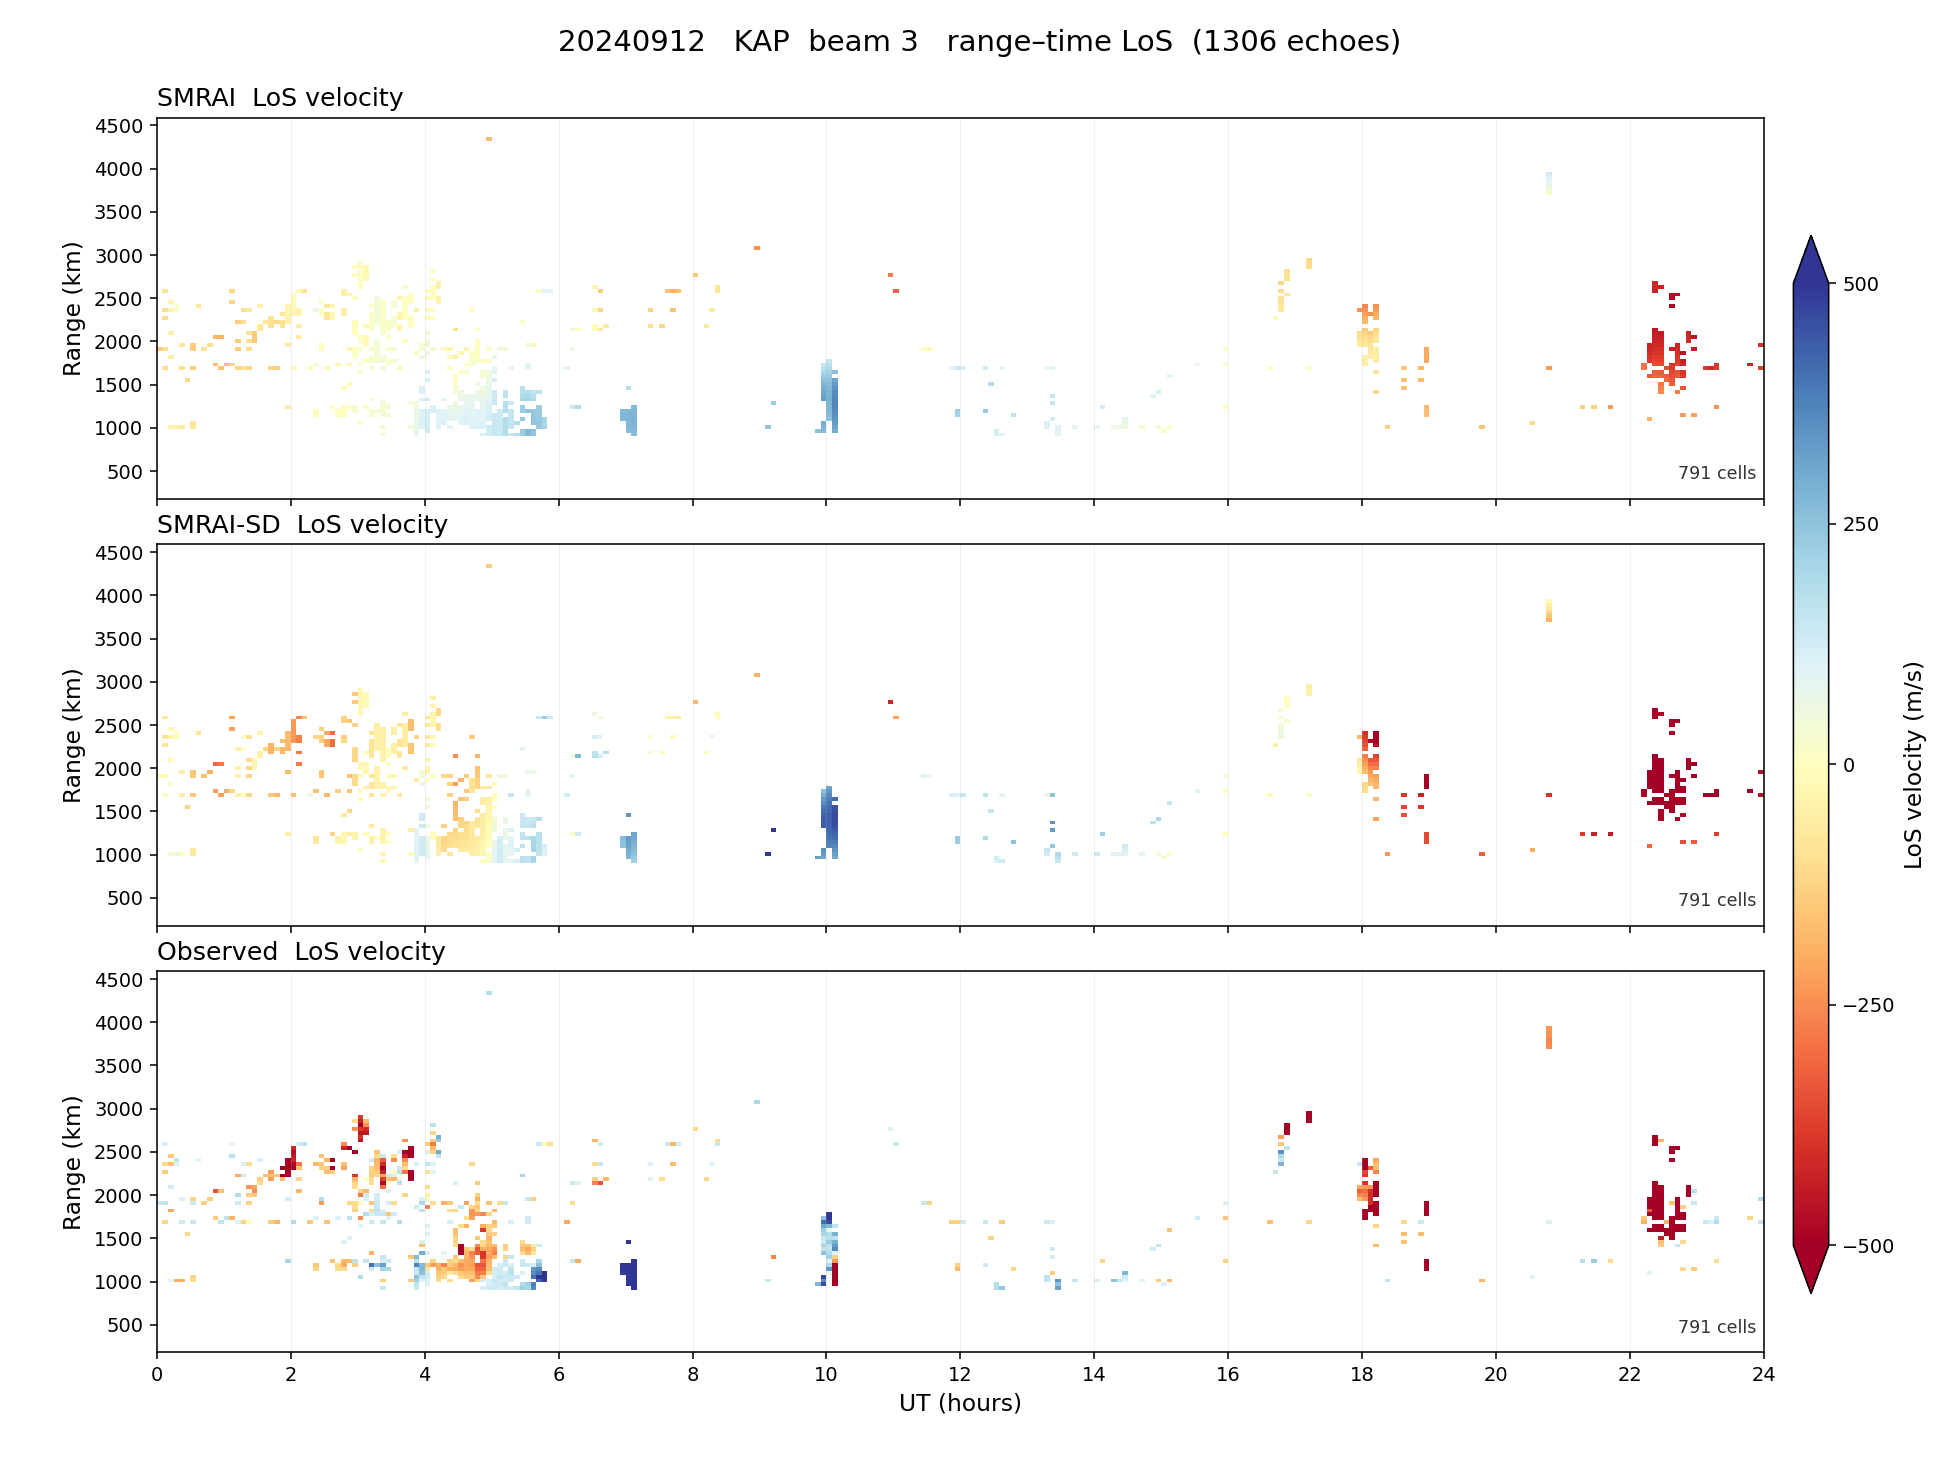 20240912   KAP  beam 3   range–time LoS  (1306 echoes)
SMRAI  LoS velocity
4500
4000
3500
3000
2500
2000
1500
1000
500
Range (km)
791 cells
SMRAI-SD  LoS velocity
4500
4000
3500
3000
2500
2000
1500
1000
500
Range (km)
791 cells
Observed  LoS velocity
4500
4000
3500
3000
2500
2000
1500
1000
500
Range (km)
791 cells
0 2 4 6 8 10 12 14 16 18 20 22 24
UT (hours)
500
250
0
−250
−500
LoS velocity (m/s)